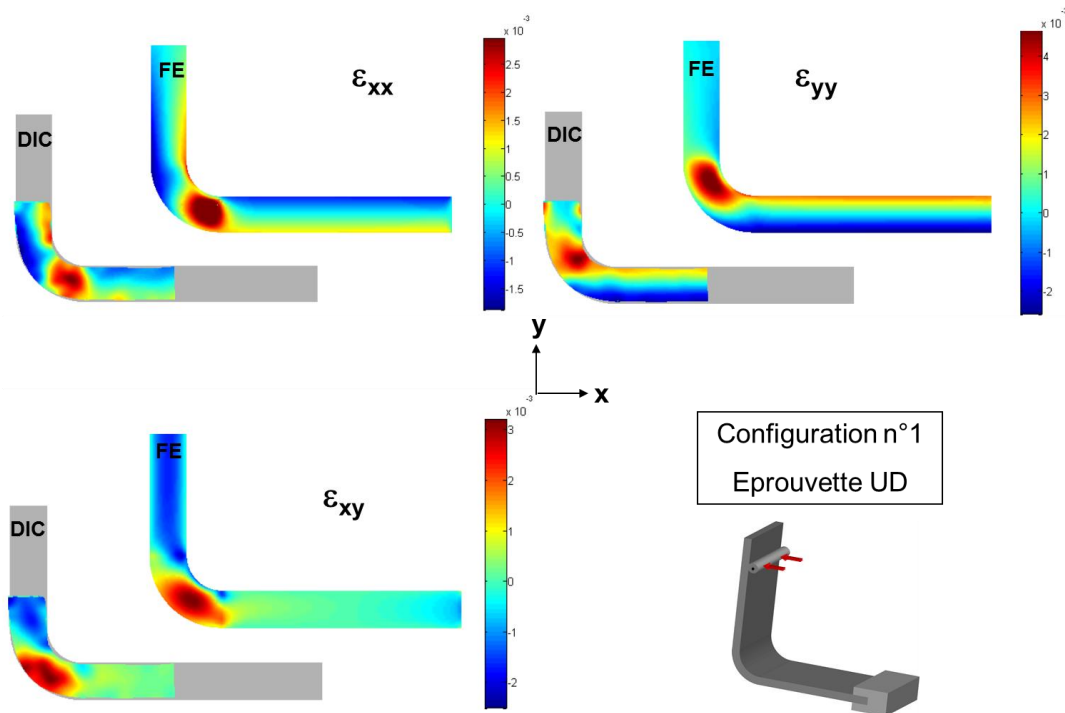 x 10⁻³
2.5
2
1.5
1
0.5
0
-0.5
-1
-1.5
FE
εxx
DIC
x 10⁻³
4
3
2
1
0
-1
-2
FE
εyy
DIC
y
x
x 10⁻³
3
2
1
0
-1
-2
FE
εxy
DIC
Configuration n°1
Eprouvette UD